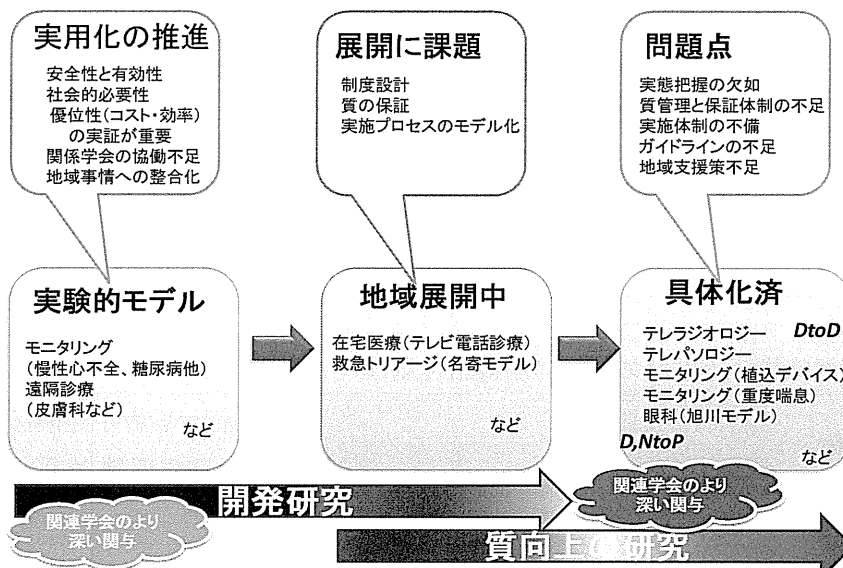 実用化の推進
安全性と有効性
社会的必要性
優位性(コスト・効率)
の実証が重要
関係学会の協働不足
地域事情への整合化
展開に課題
制度設計
質の保証
実施プロセスのモデル化
問題点
実態把握の欠如
質管理と保証体制の不足
実施体制の不備
ガイドラインの不足
地域支援策不足
実験的モデル
モニタリング
(慢性心不全、糖尿病他)
遠隔診療
(皮膚科など)
など
地域展開中
在宅医療(テレビ電話診療)
救急トリアージ(名寄モデル)
など
具体化済
テレラジオロジー DtoD
テレパソロジー
モニタリング(植込デバイス)
モニタリング(重度喘息)
眼科(旭川モデル)
D,NtoP
など
開発研究
関連学会のより
深い関与
関連学会のより
深い関与
質向上の研究